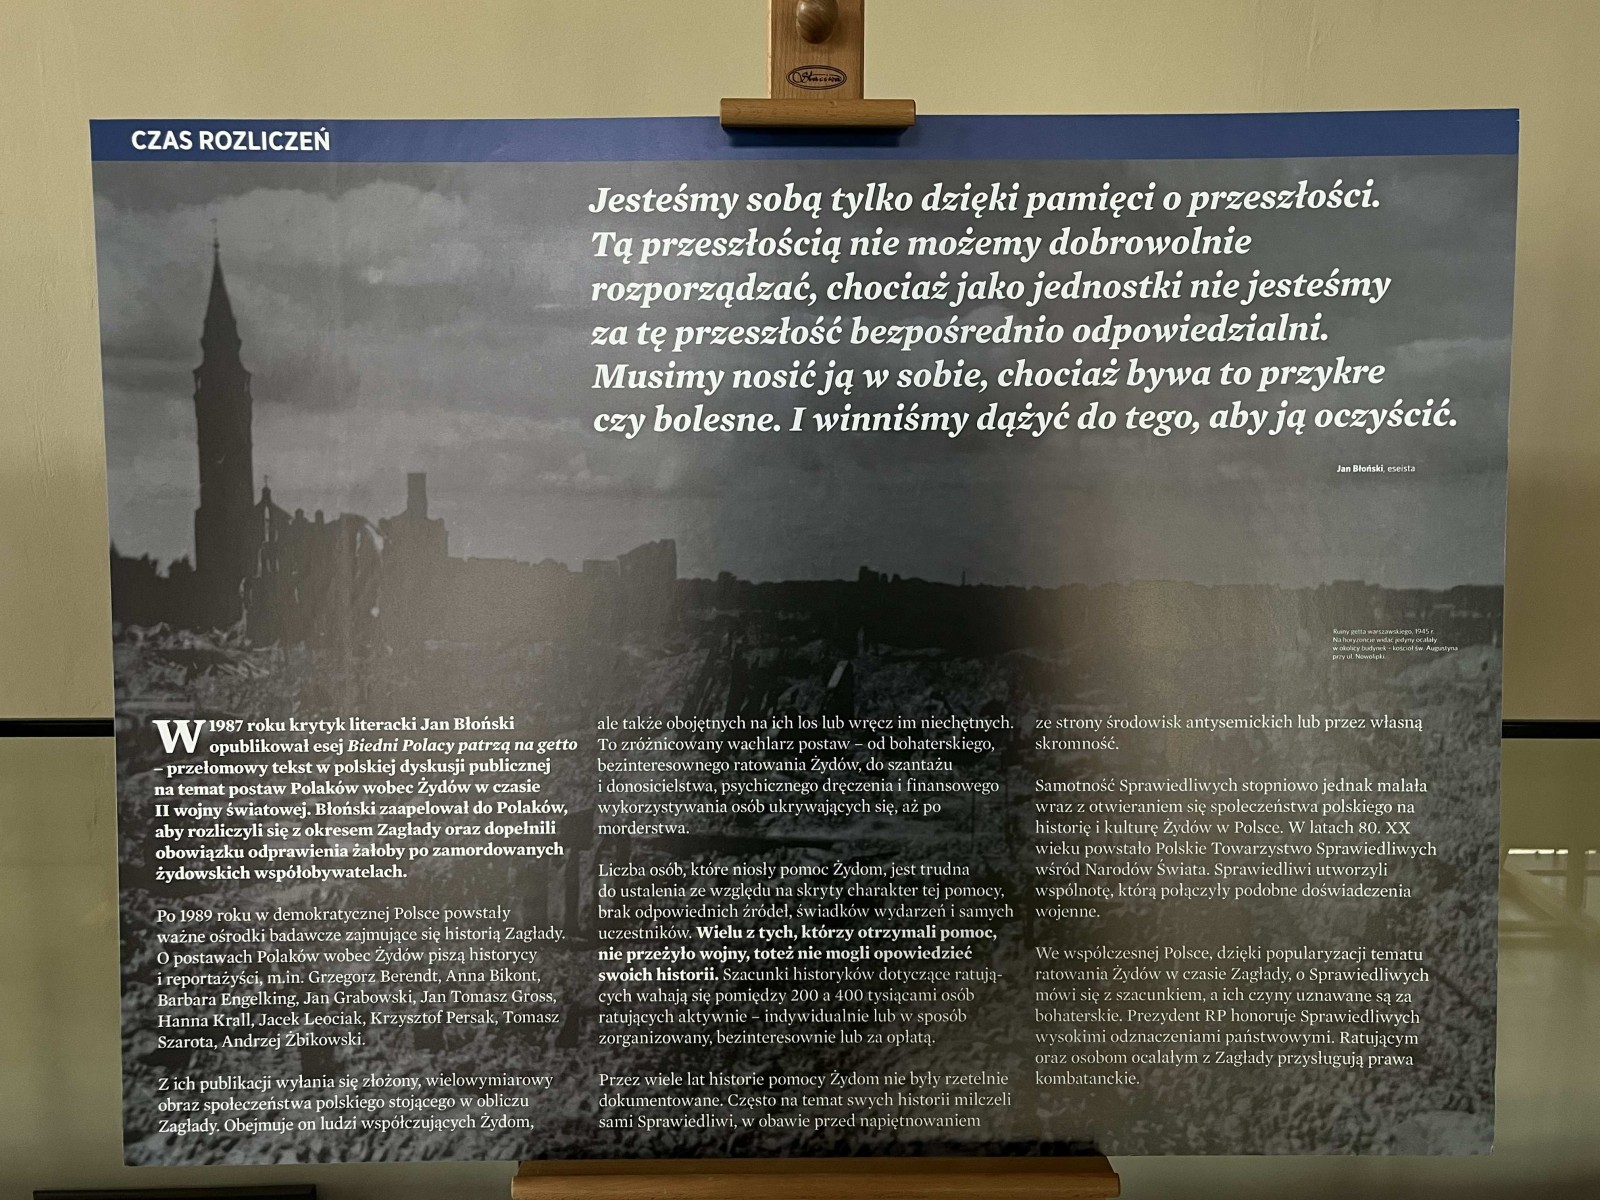 CZAS ROZLICZEŃ
Jesteśmy sobą tylko dzięki pamięci o przeszłości.
Tą przeszłością nie możemy dobrowolnie
rozporządzać, chociaż jako jednostki nie jesteśmy
za tę przeszłość bezpośrednio odpowiedzialni.
Musimy nosić ją w sobie, chociaż bywa to przykre
czy bolesne. I winniśmy dążyć do tego, aby ją oczyścić.
Jan Błoński, eseista
Ruiny getta warszawskiego, 1945 r.
Na horyzoncie widać jedyny ocalały
w okolicy budynek – kościół św. Augustyna
przy ul. Nowolipki.
W 1987 roku krytyk literacki Jan Błoński
opublikował esej Biedni Polacy patrzą na getto
– przełomowy tekst w polskiej dyskusji publicznej
na temat postaw Polaków wobec Żydów w czasie
II wojny światowej. Błoński zaapelował do Polaków,
aby rozliczyli się z okresem Zagłady oraz dopełnili
obowiązku odprawienia żałoby po zamordowanych
żydowskich współobywatelach.
Po 1989 roku w demokratycznej Polsce powstały
ważne ośrodki badawcze zajmujące się historią Zagłady.
O postawach Polaków wobec Żydów piszą historycy
i reportażyści, m.in. Grzegorz Berendt, Anna Bikont,
Barbara Engelking, Jan Grabowski, Jan Tomasz Gross,
Hanna Krall, Jacek Leociak, Krzysztof Persak, Tomasz
Szarota, Andrzej Żbikowski.
Z ich publikacji wyłania się złożony, wielowymiarowy
obraz społeczeństwa polskiego stojącego w obliczu
Zagłady. Obejmuje on ludzi współczujących Żydom,
ale także obojętnych na ich los lub wręcz im niechętnych.
To zróżnicowany wachlarz postaw – od bohaterskiego,
bezinteresownego ratowania Żydów, do szantażu
i donosicielstwa, psychicznego dręczenia i finansowego
wykorzystywania osób ukrywających się, aż po
morderstwa.
Liczba osób, które niosły pomoc Żydom, jest trudna
do ustalenia ze względu na skryty charakter tej pomocy,
brak odpowiednich źródeł, świadków wydarzeń i samych
uczestników. Wielu z tych, którzy otrzymali pomoc,
nie przeżyło wojny, toteż nie mogli opowiedzieć
swoich historii. Szacunki historyków dotyczące ratują-
cych wahają się pomiędzy 200 a 400 tysiącami osób
ratujących aktywnie – indywidualnie lub w sposób
zorganizowany, bezinteresownie lub za opłatą.
Przez wiele lat historie pomocy Żydom nie były rzetelnie
dokumentowane. Często na temat swych historii milczeli
sami Sprawiedliwi, w obawie przed napiętnowaniem
ze strony środowisk antysemickich lub przez własną
skromność.
Samotność Sprawiedliwych stopniowo jednak malała
wraz z otwieraniem się społeczeństwa polskiego na
historię i kulturę Żydów w Polsce. W latach 80. XX
wieku powstało Polskie Towarzystwo Sprawiedliwych
wśród Narodów Świata. Sprawiedliwi utworzyli
wspólnotę, którą połączyły podobne doświadczenia
wojenne.
We współczesnej Polsce, dzięki popularyzacji tematu
ratowania Żydów w czasie Zagłady, o Sprawiedliwych
mówi się z szacunkiem, a ich czyny uznawane są za
bohaterskie. Prezydent RP honoruje Sprawiedliwych
wysokimi odznaczeniami państwowymi. Ratującym
oraz osobom ocalałym z Zagłady przysługują prawa
kombatanckie.